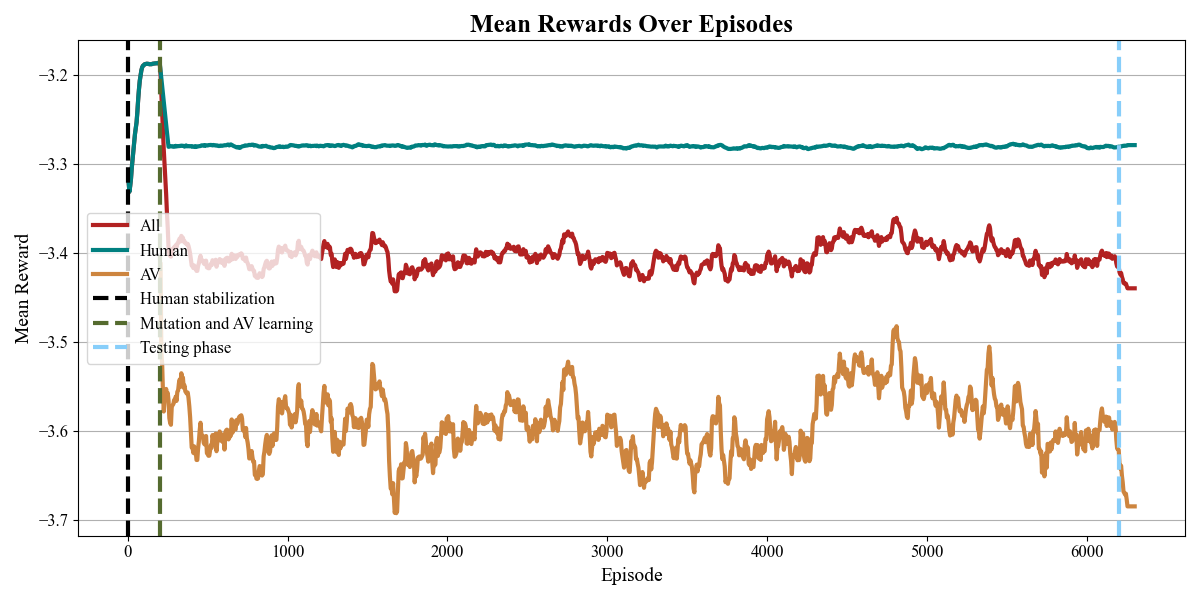 Mean Rewards Over Episodes
Mean Reward
−3.2
−3.3
−3.4
−3.5
−3.6
−3.7
All
Human
AV
Human stabilization
Mutation and AV learning
Testing phase
0
1000
2000
3000
4000
5000
6000
Episode